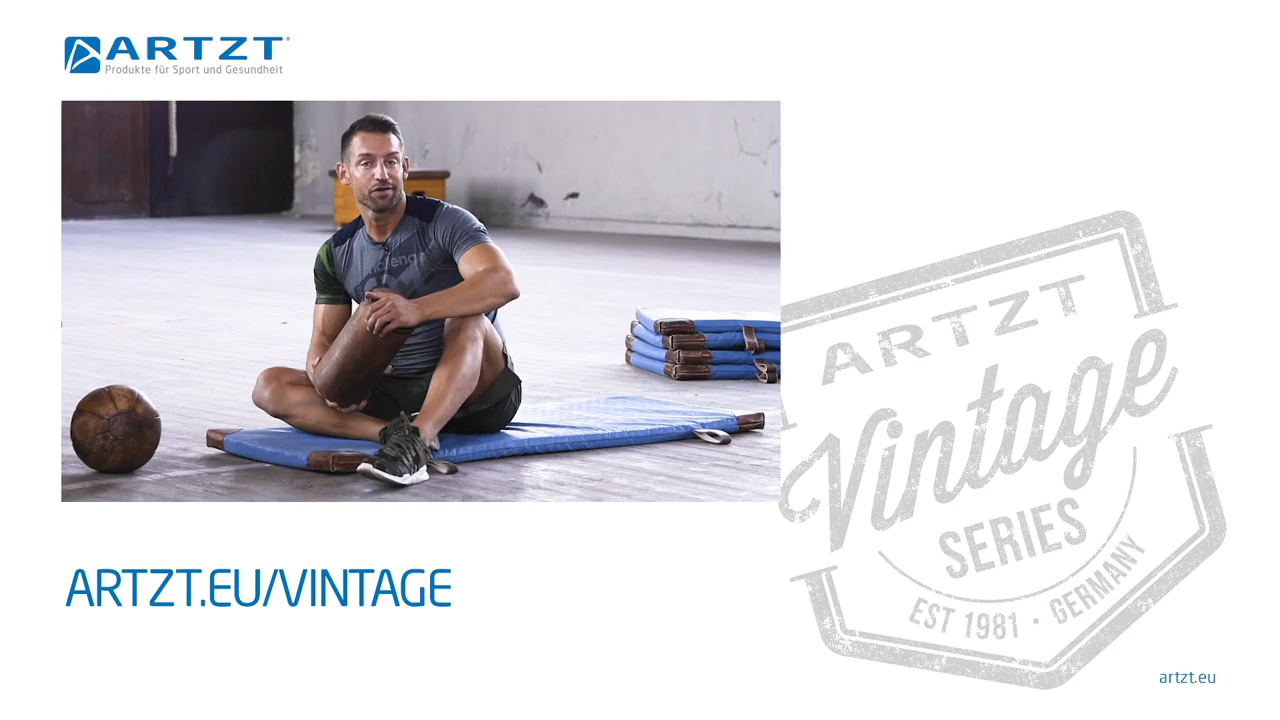 ARTZT
Produkte für Sport und Gesundheit
ARTZT
Vintage
SERIES
EST 1981 · GERMANY
ARTZT.EU/VINTAGE
artzt.eu